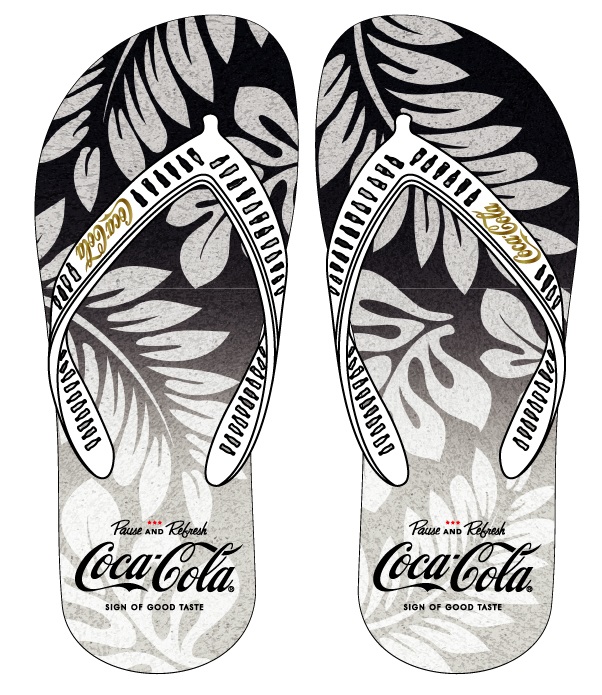 Coca-Cola
Coca-Cola
★★★
Pause AND Refresh
Coca-Cola®
SIGN OF GOOD TASTE
★★★
Pause AND Refresh
Coca-Cola®
SIGN OF GOOD TASTE